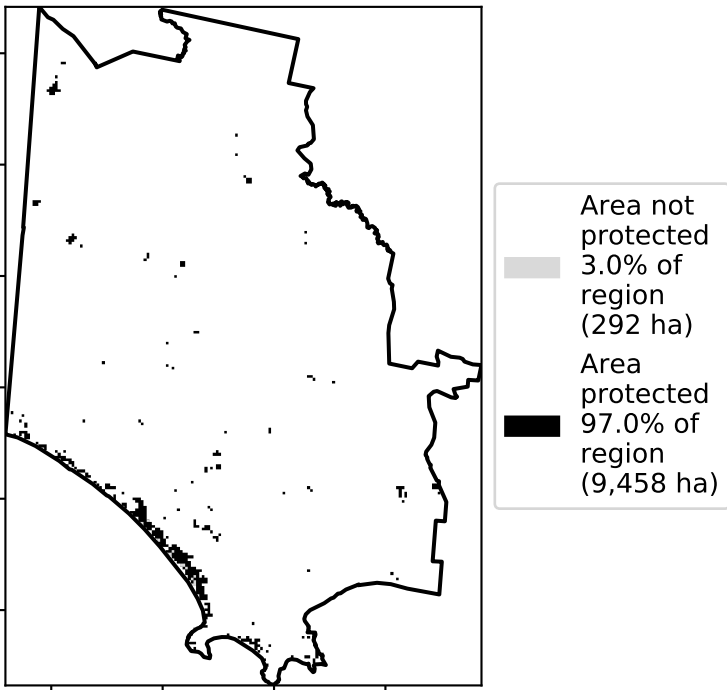 Area not
protected
3.0% of
region
(292 ha)
Area
protected
97.0% of
region
(9,458 ha)